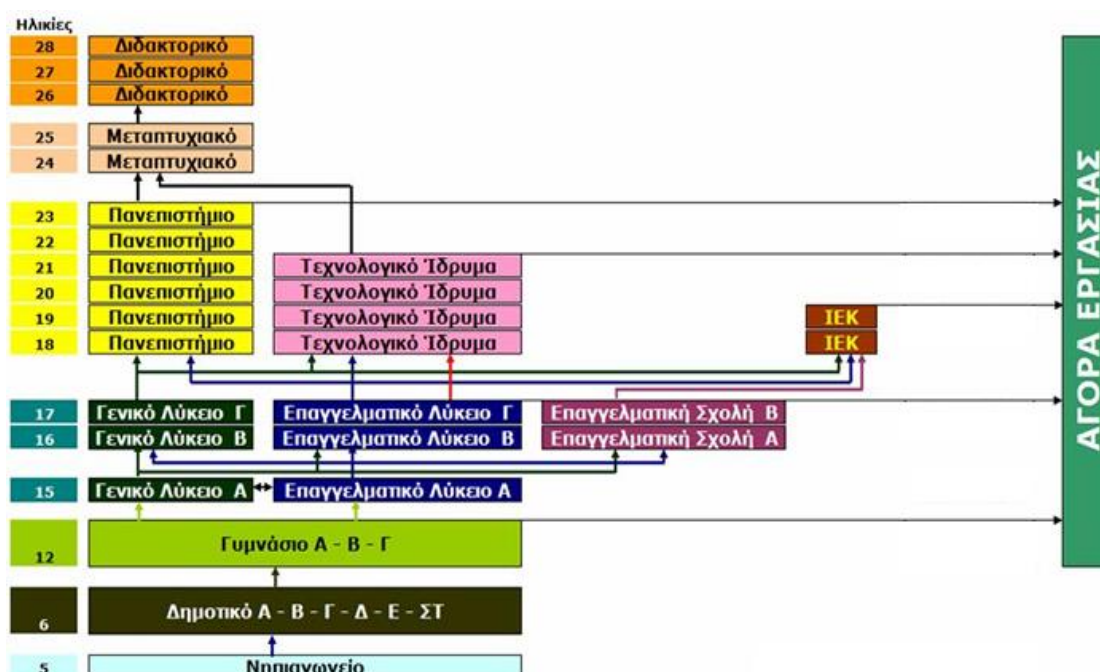 Ηλικίες
28 Διδακτορικό
27 Διδακτορικό
26 Διδακτορικό
25 Μεταπτυχιακό
24 Μεταπτυχιακό
23 Πανεπιστήμιο
22 Πανεπιστήμιο
21 Πανεπιστήμιο Τεχνολογικό Ίδρυμα
20 Πανεπιστήμιο Τεχνολογικό Ίδρυμα
19 Πανεπιστήμιο Τεχνολογικό Ίδρυμα ΙΕΚ
18 Πανεπιστήμιο Τεχνολογικό Ίδρυμα ΙΕΚ
17 Γενικό Λύκειο Γ Επαγγελματικό Λύκειο Γ Επαγγελματική Σχολή Β
16 Γενικό Λύκειο Β Επαγγελματικό Λύκειο Β Επαγγελματική Σχολή Α
15 Γενικό Λύκειο Α Επαγγελματικό Λύκειο Α
12 Γυμνάσιο Α - Β - Γ
6 Δημοτικό Α - Β - Γ - Δ - Ε - ΣΤ
5 Νηπιαγωγείο
ΑΓΟΡΑ ΕΡΓΑΣΙΑΣ